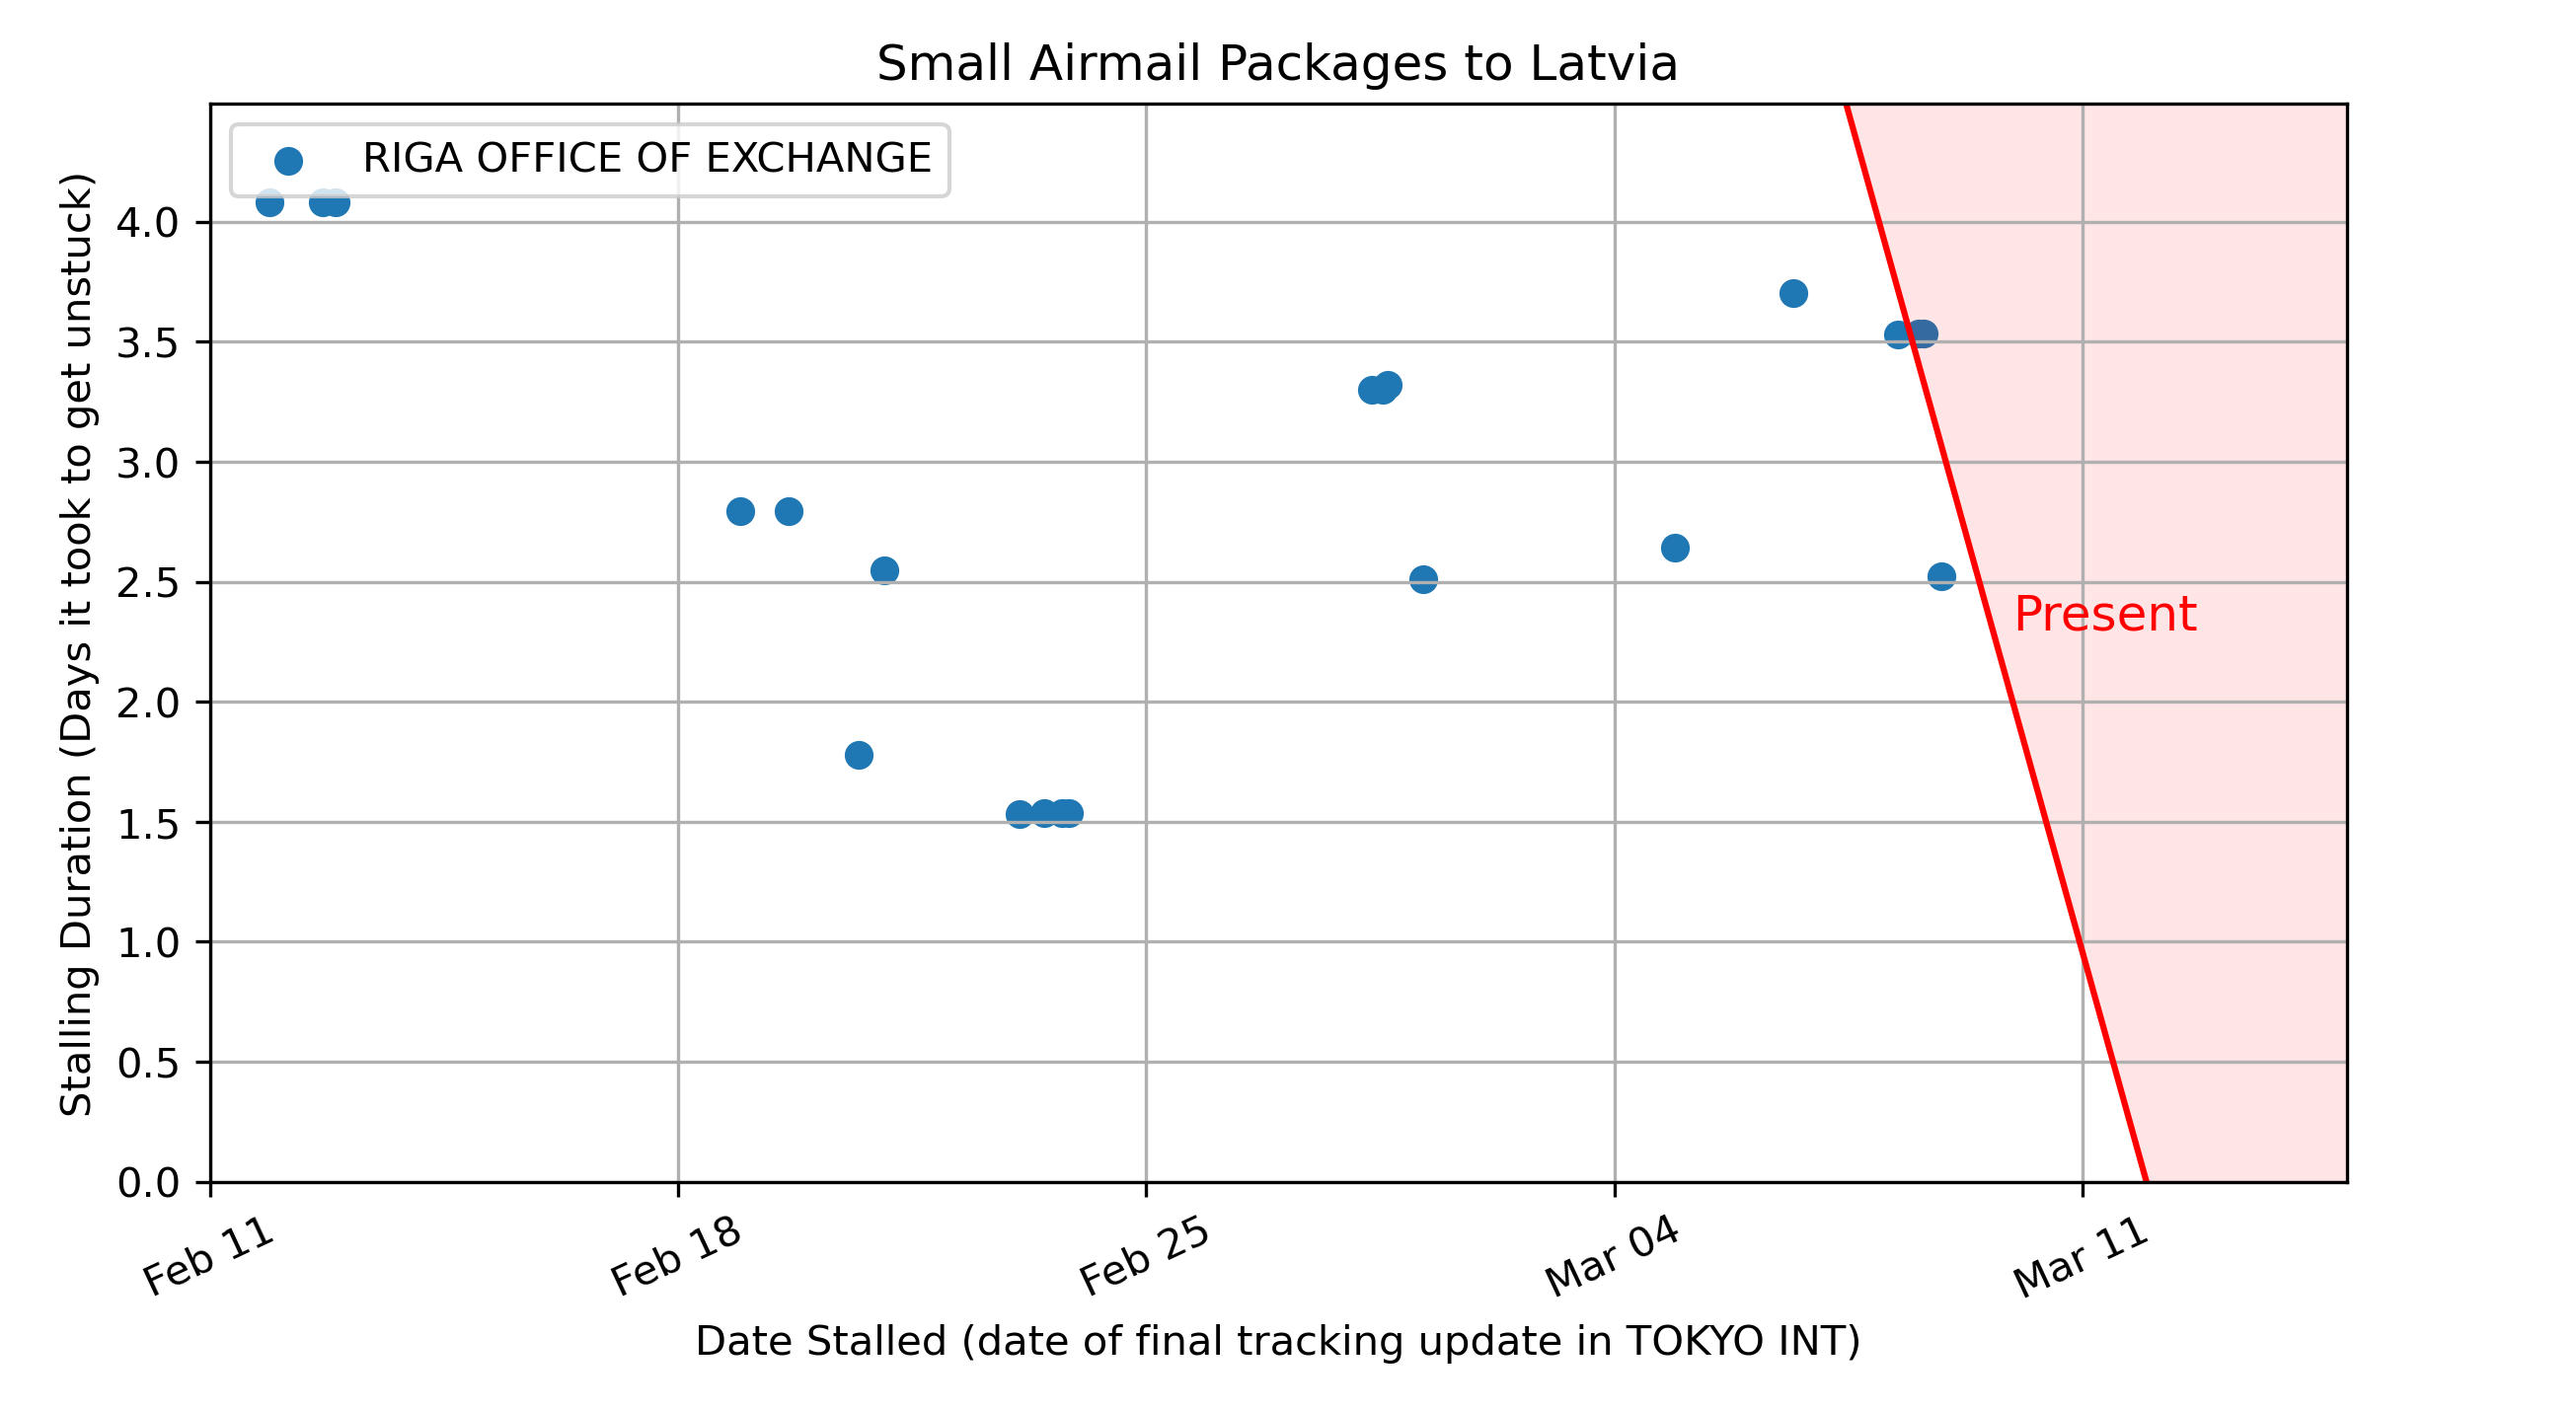 Small Airmail Packages to Latvia
RIGA OFFICE OF EXCHANGE
Stalling Duration (Days it took to get unstuck)
4.0
3.5
3.0
2.5
2.0
1.5
1.0
0.5
0.0
Present
Feb 11
Feb 18
Feb 25
Mar 04
Mar 11
Date Stalled (date of final tracking update in TOKYO INT)